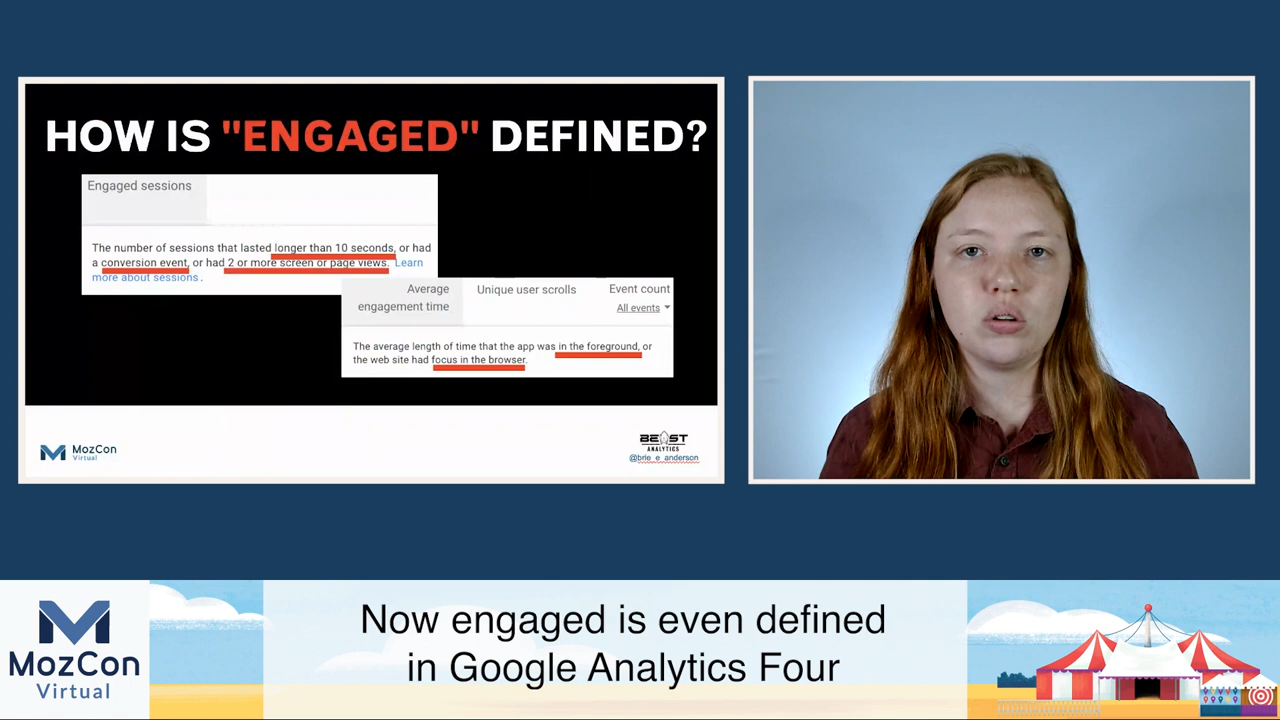 HOW IS "ENGAGED" DEFINED?
Engaged sessions
The number of sessions that lasted longer than 10 seconds, or had
a conversion event, or had 2 or more screen or page views. Learn
more about sessions.
Average
engagement time
Unique user scrolls
Event count
All events
The average length of time that the app was in the foreground, or
the web site had focus in the browser.
MozCon
Virtual
BEAST
ANALYTICS
@brie_e_anderson
Now engaged is even defined
in Google Analytics Four
MozCon
Virtual